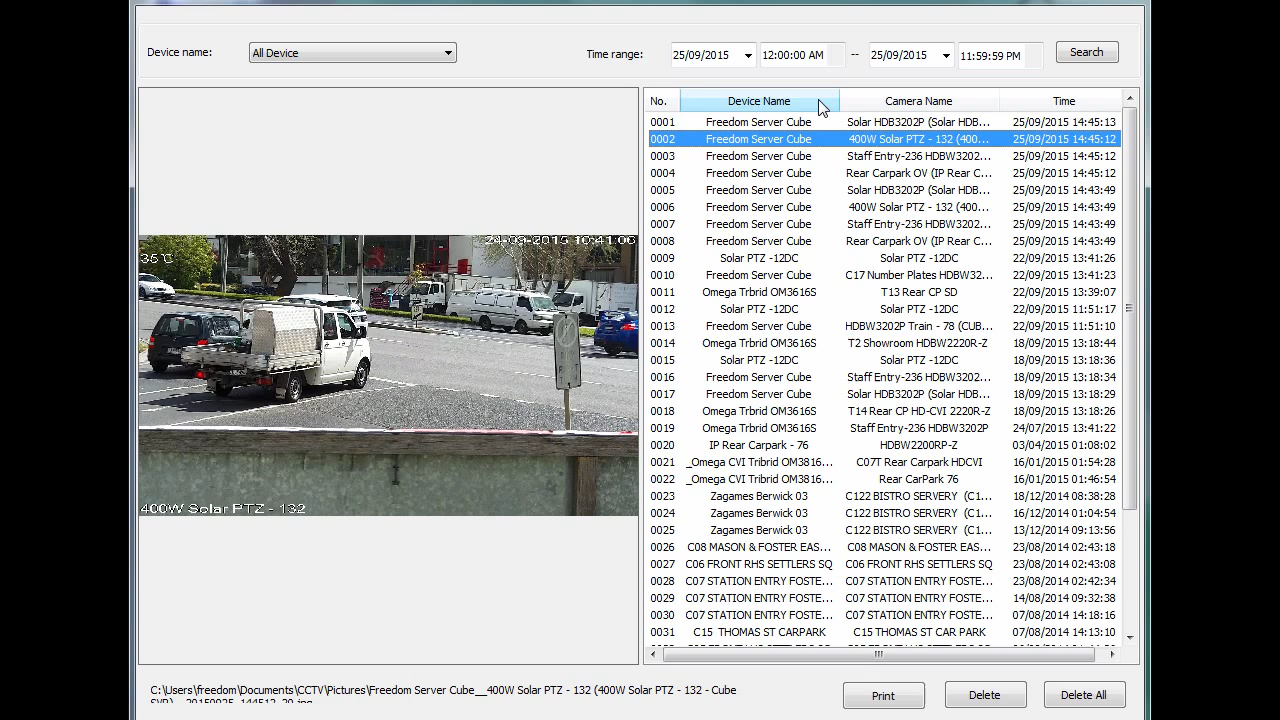 Device name: All Device Time range: 25/09/2015 12:00:00 AM -- 25/09/2015 11:59:59 PM Search
No. Device Name Camera Name Time
0001 Freedom Server Cube Solar HDB3202P (Solar HDB... 25/09/2015 14:45:13
0002 Freedom Server Cube 400W Solar PTZ - 132 (400... 25/09/2015 14:45:12
0003 Freedom Server Cube Staff Entry-236 HDBW3202... 25/09/2015 14:45:12
0004 Freedom Server Cube Rear Carpark OV (IP Rear C... 25/09/2015 14:45:12
0005 Freedom Server Cube Solar HDB3202P (Solar HDB... 25/09/2015 14:43:49
0006 Freedom Server Cube 400W Solar PTZ - 132 (400... 25/09/2015 14:43:49
0007 Freedom Server Cube Staff Entry-236 HDBW3202... 25/09/2015 14:43:49
0008 Freedom Server Cube Rear Carpark OV (IP Rear C... 25/09/2015 14:43:49
0009 Solar PTZ -12DC Solar PTZ -12DC 22/09/2015 13:41:26
0010 Freedom Server Cube C17 Number Plates HDBW32... 22/09/2015 13:41:23
0011 Omega Trbrid OM3616S T13 Rear CP SD 22/09/2015 13:39:07
0012 Solar PTZ -12DC Solar PTZ -12DC 22/09/2015 11:51:17
0013 Freedom Server Cube HDBW3202P Train - 78 (CUB... 22/09/2015 11:51:10
0014 Omega Trbrid OM3616S T2 Showroom HDBW2220R-Z 18/09/2015 13:18:44
0015 Solar PTZ -12DC Solar PTZ -12DC 18/09/2015 13:18:36
0016 Freedom Server Cube Staff Entry-236 HDBW3202... 18/09/2015 13:18:34
0017 Freedom Server Cube Solar HDB3202P (Solar HDB... 18/09/2015 13:18:29
0018 Omega Trbrid OM3616S T14 Rear CP HD-CVI 2220R-Z 18/09/2015 13:18:26
0019 Omega Trbrid OM3616S Staff Entry-236 HDBW3202P 24/07/2015 13:41:22
0020 IP Rear Carpark - 76 HDBW2200RP-Z 03/04/2015 01:08:02
0021 _Omega CVI Tribrid OM3816... C07T Rear Carpark HDCVI 16/01/2015 01:54:28
0022 _Omega CVI Tribrid OM3816... Rear CarPark 76 16/01/2015 01:46:54
0023 Zagames Berwick 03 C122 BISTRO SERVERY (C1... 18/12/2014 08:38:28
0024 Zagames Berwick 03 C122 BISTRO SERVERY (C1... 16/12/2014 01:04:54
0025 Zagames Berwick 03 C122 BISTRO SERVERY (C1... 13/12/2014 09:13:56
0026 C08 MASON & FOSTER EAS... C08 MASON & FOSTER EAS... 23/08/2014 02:43:18
0027 C06 FRONT RHS SETTLERS SQ C06 FRONT RHS SETTLERS SQ 23/08/2014 02:43:08
0028 C07 STATION ENTRY FOSTE... C07 STATION ENTRY FOSTE... 23/08/2014 02:42:34
0029 C07 STATION ENTRY FOSTE... C07 STATION ENTRY FOSTE... 14/08/2014 09:32:38
0030 C07 STATION ENTRY FOSTE... C07 STATION ENTRY FOSTE... 07/08/2014 14:18:16
0031 C15 THOMAS ST CARPARK C15 THOMAS ST CAR PARK 07/08/2014 14:13:10
24-09-2015 10:41:06
35°C
400W Solar PTZ - 132
C:\Users\freedom\Documents\CCTV\Pictures\Freedom Server Cube__400W Solar PTZ - 132 (400W Solar PTZ - 132 - Cube
Print Delete Delete All